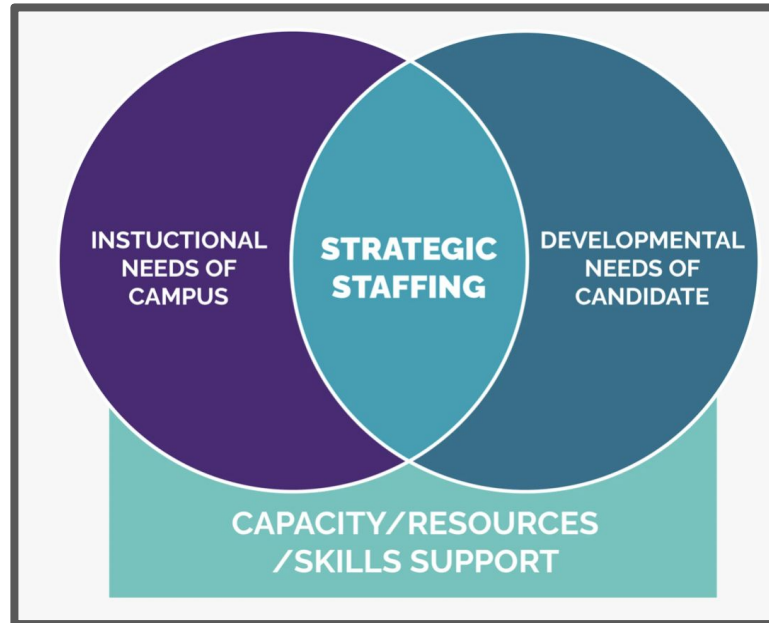 INSTUCTIONAL
NEEDS OF
CAMPUS
STRATEGIC
STAFFING
DEVELOPMENTAL
NEEDS OF
CANDIDATE
CAPACITY/RESOURCES
/SKILLS SUPPORT